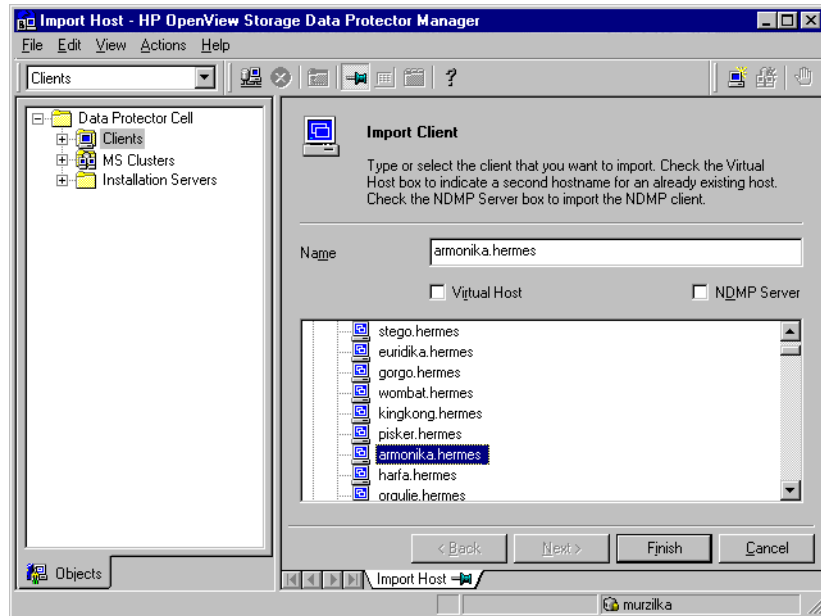 Import Host - HP OpenView Storage Data Protector Manager
File Edit View Actions Help
Clients
Data Protector Cell
Clients
MS Clusters
Installation Servers
Import Client
Type or select the client that you want to import. Check the Virtual
Host box to indicate a second hostname for an already existing host.
Check the NDMP Server box to import the NDMP client.
Name armonika.hermes
Virtual Host NDMP Server
stego.hermes
euridika.hermes
gorgo.hermes
wombat.hermes
kingkong.hermes
pisker.hermes
armonika.hermes
harfa.hermes
orgulje.hermes
< Back Next > Finish Cancel
Objects
Import Host
murzilka